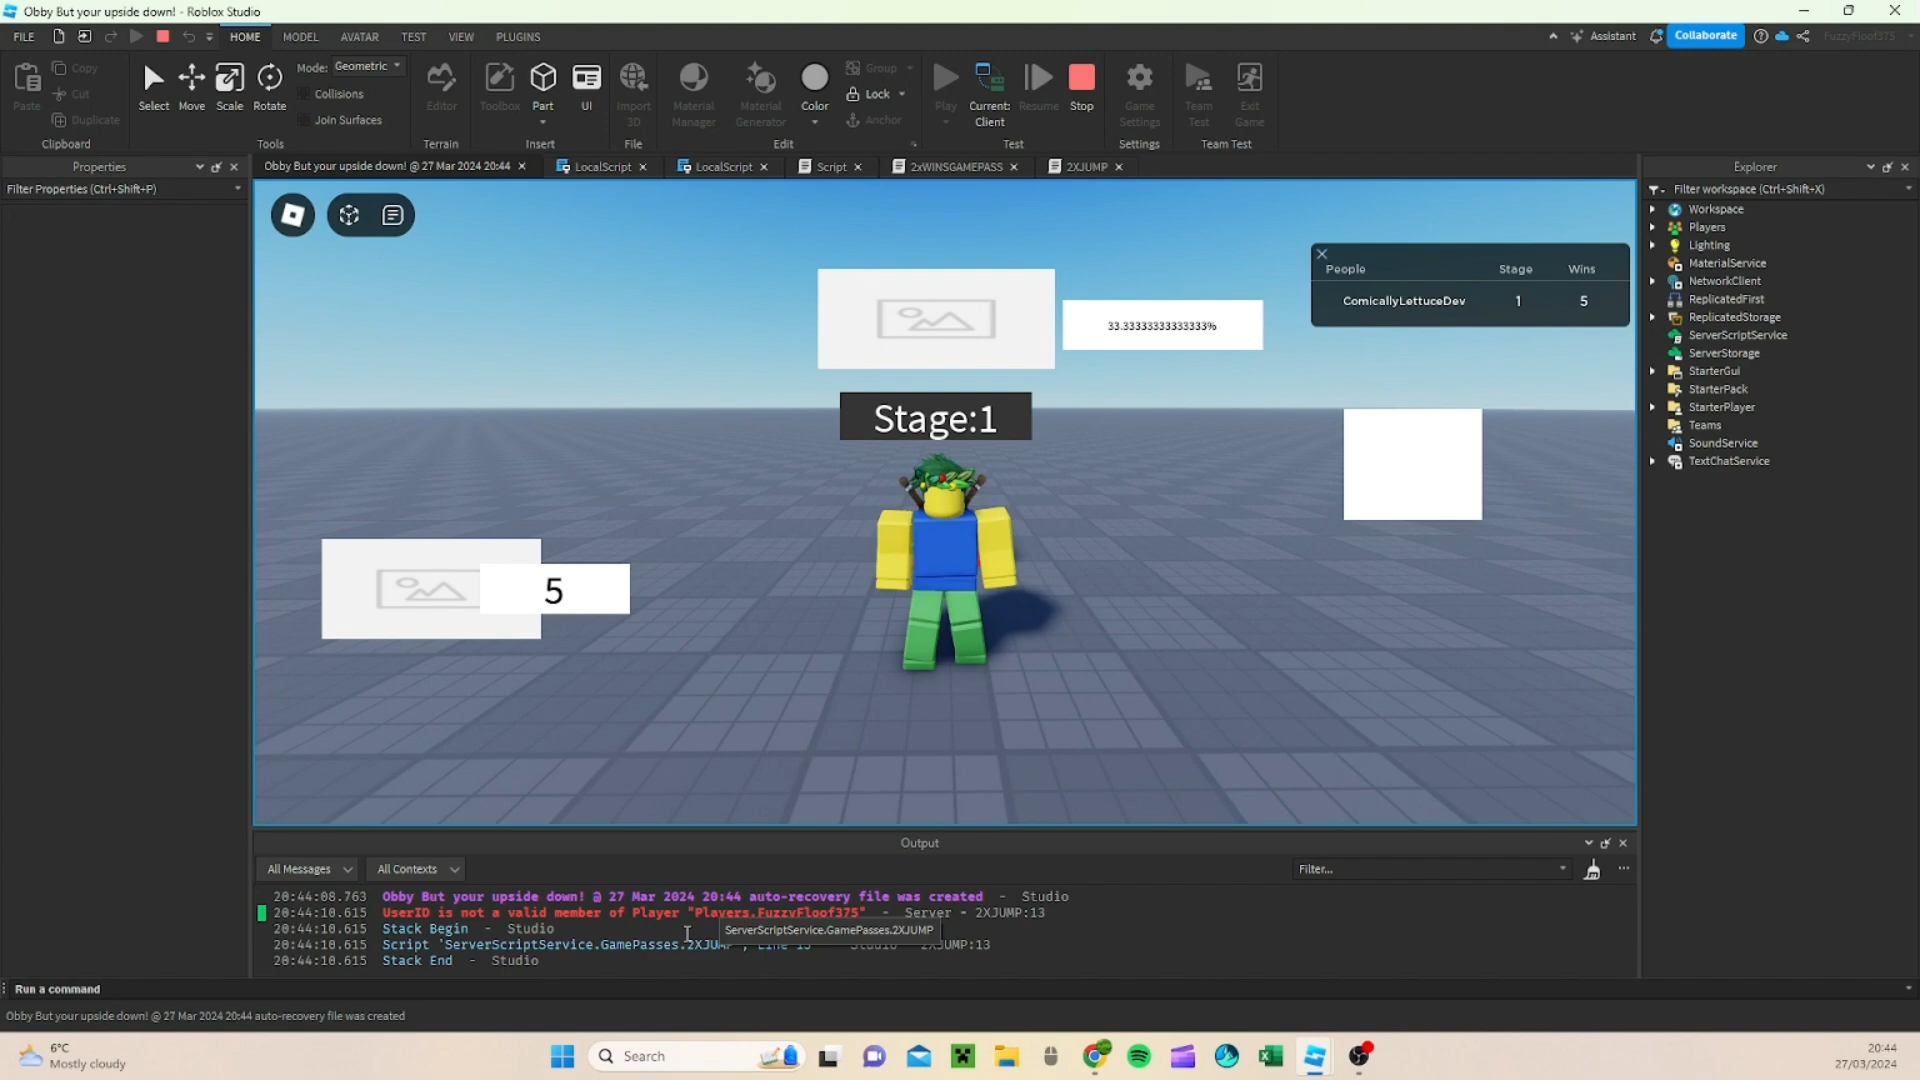 Obby But your upside down! - Roblox Studio
FILE HOME MODEL AVATAR TEST VIEW PLUGINS Assistant Collaborate FuzzyFloof375
Paste Copy Cut Duplicate Clipboard
Select Move Scale Rotate Mode: Geometric Collisions Join Surfaces Tools
Editor Terrain
Toolbox Part UI Insert
Import 3D File
Material Manager Material Generator Color Group Lock Anchor Edit
Play Current: Client Resume Stop Test
Game Settings Settings
Team Test Exit Game Team Test
Properties
Filter Properties (Ctrl+Shift+P)
Obby But your upside down! @ 27 Mar 2024 20:44 LocalScript LocalScript Script 2xWINSGAMEPASS 2XJUMP
Explorer
Filter workspace (Ctrl+Shift+X)
Workspace
Players
Lighting
MaterialService
NetworkClient
ReplicatedFirst
ReplicatedStorage
ServerScriptService
ServerStorage
StarterGui
StarterPack
StarterPlayer
Teams
SoundService
TextChatService
People Stage Wins
ComicallyLettuceDev 1 5
33.33333333333333%
Stage:1
5
Output
All Messages All Contexts Filter...
20:44:08.763 Obby But your upside down! @ 27 Mar 2024 20:44 auto-recovery file was created - Studio
20:44:10.615 UserID is not a valid member of Player "Players.FuzzyFloof375" - Server - 2XJUMP:13
20:44:10.615 Stack Begin - Studio
ServerScriptService.GamePasses.2XJUMP
20:44:10.615 Script 'ServerScriptService.GamePasses.2XJUMP', Line 13 - Studio - 2XJUMP:13
20:44:10.615 Stack End - Studio
Run a command
Obby But your upside down! @ 27 Mar 2024 20:44 auto-recovery file was created
6°C
Mostly cloudy
Search
20:44
27/03/2024